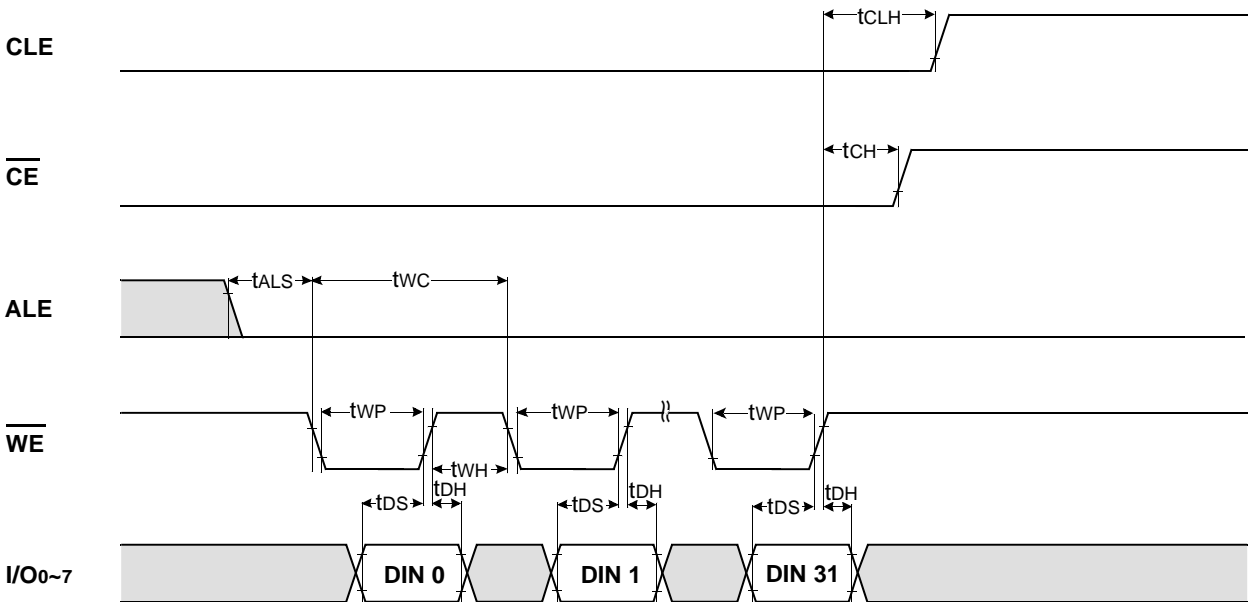 CLE
tCLH
CE
tCH
ALE
tALS
tWC
WE
tWP
tWP
tWP
tWH
tDS
tDH
tDS
tDH
tDS
tDH
I/O0~7
DIN 0
DIN 1
DIN 31